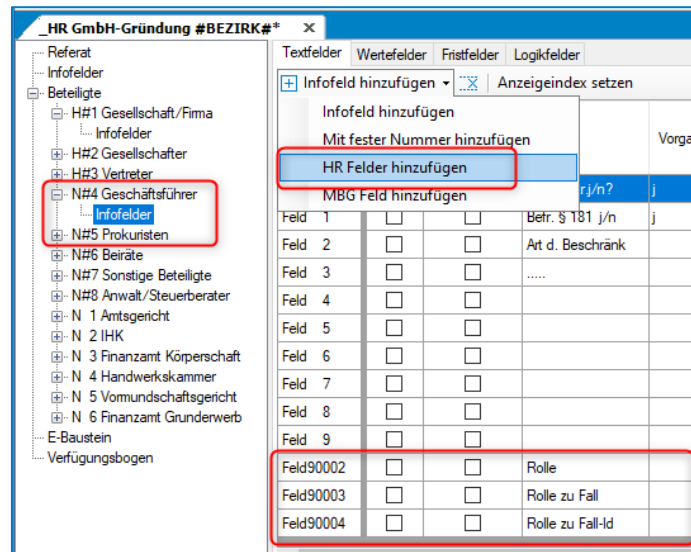 _HR GmbH-Gründung #BEZIRK#* X
Referat
Infofelder
Beteiligte
H#1 Gesellschaft/Firma
Infofelder
H#2 Gesellschafter
H#3 Vertreter
N#4 Geschäftsführer
Infofelder
N#5 Prokuristen
N#6 Beiräte
N#7 Sonstige Beteiligte
N#8 Anwalt/Steuerberater
N 1 Amtsgericht
N 2 IHK
N 3 Finanzamt Körperschaft
N 4 Handwerkskammer
N 5 Vormundschaftsgericht
N 6 Finanzamt Grunderwerb
E-Baustein
Verfügungsbogen
Textfelder Wertefelder Fristfelder Logikfelder
Infofeld hinzufügen Anzeigeindex setzen
Infofeld hinzufügen
Mit fester Nummer hinzufügen
HR Felder hinzufügen
MBG Feld hinzufügen
Vorga
r.j/n? j
Feld 1 Befr. § 181 j/n j
Feld 2 Art d. Beschränk
Feld 3 .....
Feld 4
Feld 5
Feld 6
Feld 7
Feld 8
Feld 9
Feld90002 Rolle
Feld90003 Rolle zu Fall
Feld90004 Rolle zu Fall-Id